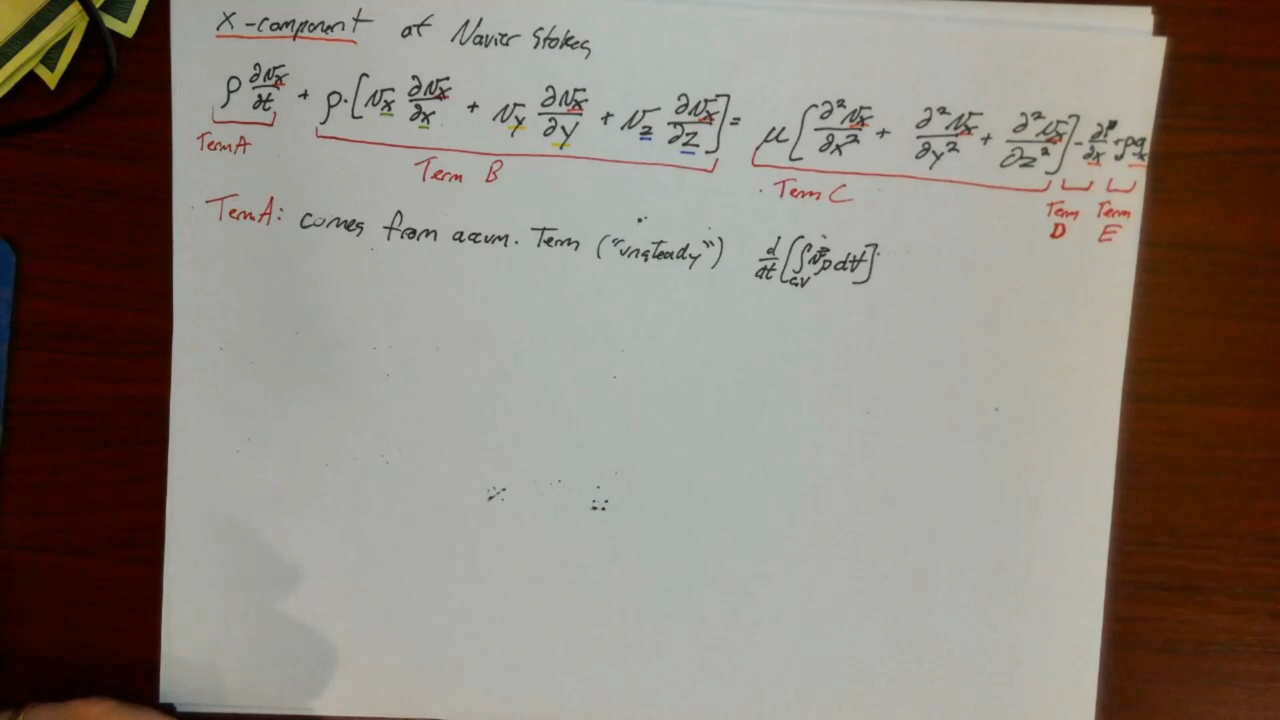 x-component of Navier Stokes
ρ ∂vx/∂t + ρ·[vx ∂vx/∂x + vy ∂vx/∂y + vz ∂vx/∂z] = μ[∂²vx/∂x² + ∂²vx/∂y² + ∂²vx/∂z²] - ∂P/∂x + ρgx
Term A Term B Term C Term D Term E
Term A: comes from accum. Term ("unsteady") d/dt[∫cv v⃗ρdV]